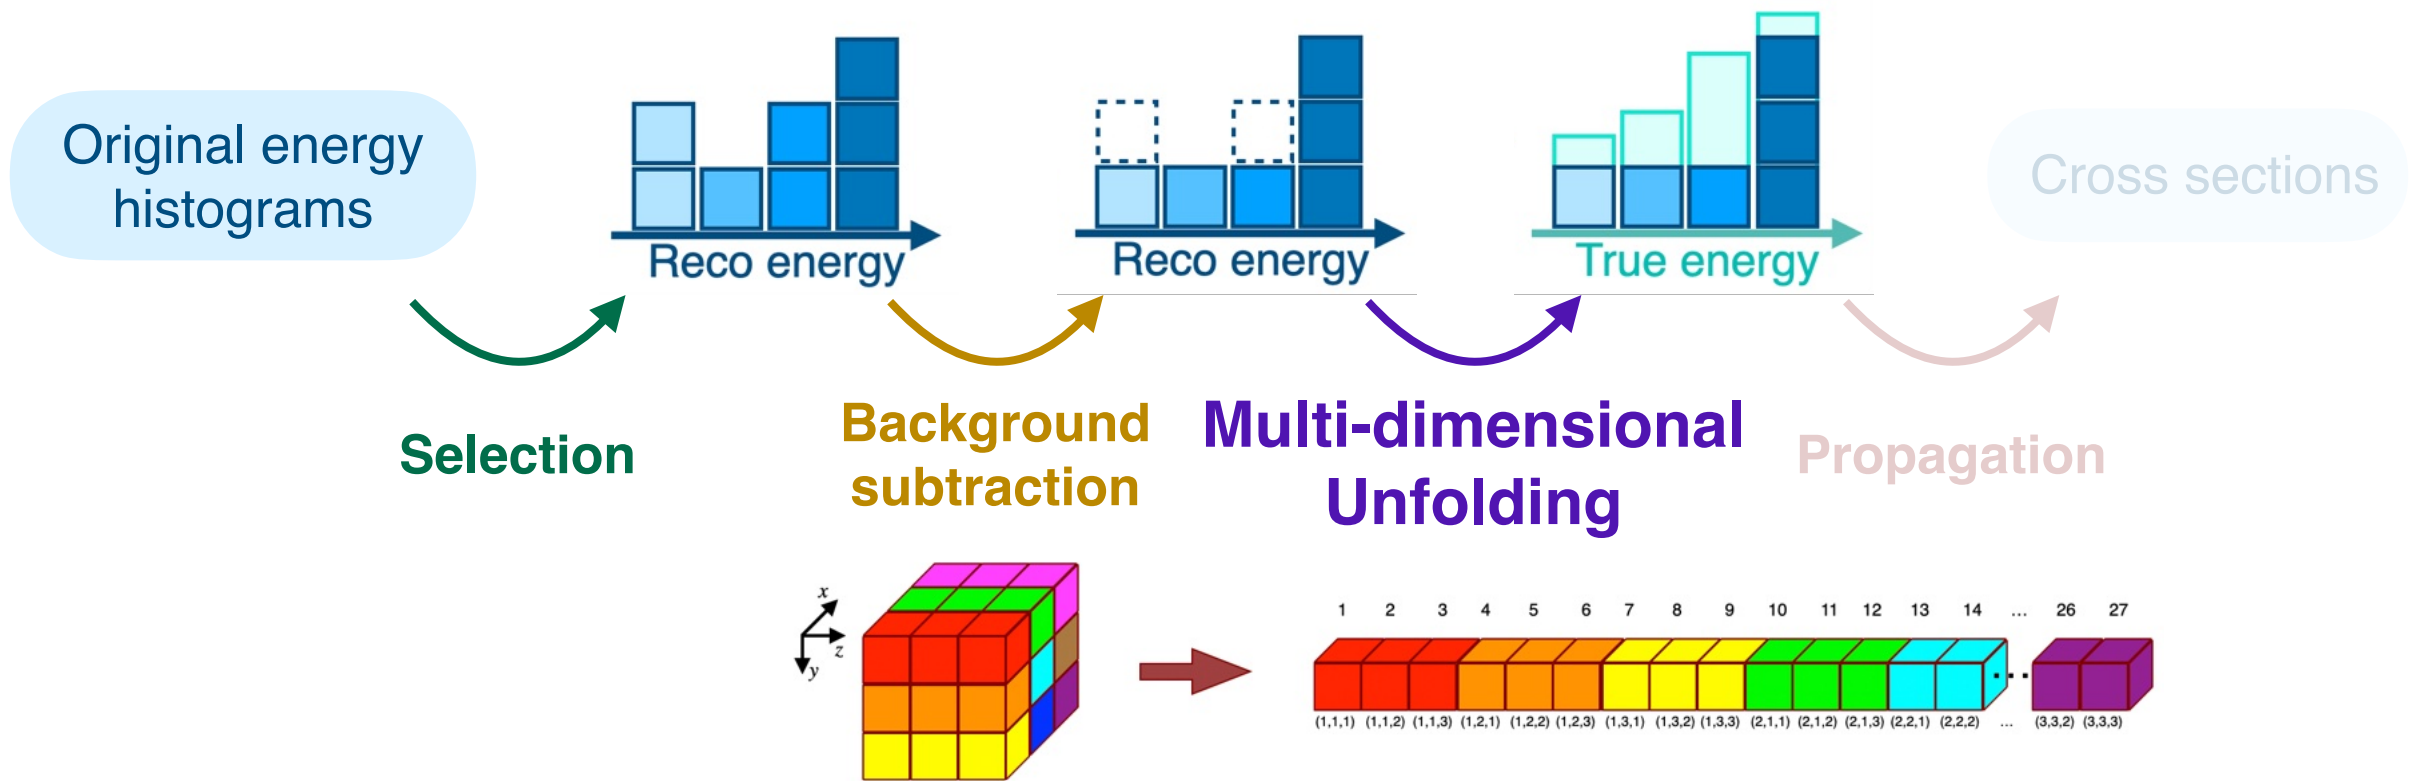 Original energy
histograms
Reco energy
Reco energy
True energy
Cross sections
Selection
Background
subtraction
Multi-dimensional
Unfolding
Propagation
x
z
y
1 2 3 4 5 6 7 8 9 10 11 12 13 14 ... 26 27
(1,1,1) (1,1,2) (1,1,3) (1,2,1) (1,2,2) (1,2,3) (1,3,1) (1,3,2) (1,3,3) (2,1,1) (2,1,2) (2,1,3) (2,2,1) (2,2,2) ... (3,3,2) (3,3,3)